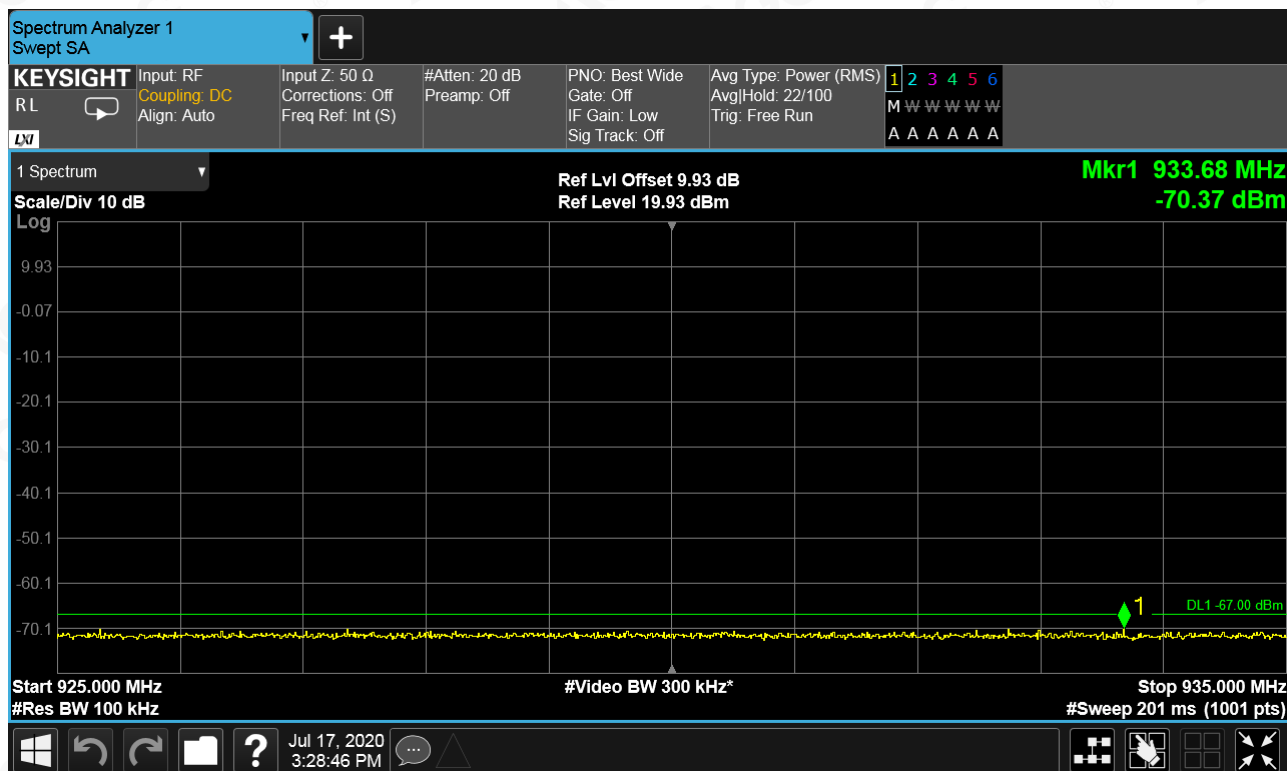 Spectrum Analyzer 1
Swept SA
+
KEYSIGHT
R L
LXI
Input: RF
Coupling: DC
Align: Auto
Input Z: 50 Ω
Corrections: Off
Freq Ref: Int (S)
#Atten: 20 dB
Preamp: Off
PNO: Best Wide
Gate: Off
IF Gain: Low
Sig Track: Off
Avg Type: Power (RMS)
Avg|Hold: 22/100
Trig: Free Run
1 2 3 4 5 6
M W W W W W
A A A A A A
1 Spectrum
Scale/Div 10 dB
Ref Lvl Offset 9.93 dB
Ref Level 19.93 dBm
Mkr1 933.68 MHz
-70.37 dBm
Log
9.93
-0.07
-10.1
-20.1
-30.1
-40.1
-50.1
-60.1
-70.1
1
DL1 -67.00 dBm
Start 925.000 MHz
#Res BW 100 kHz
#Video BW 300 kHz*
Stop 935.000 MHz
#Sweep 201 ms (1001 pts)
?
Jul 17, 2020
3:28:46 PM